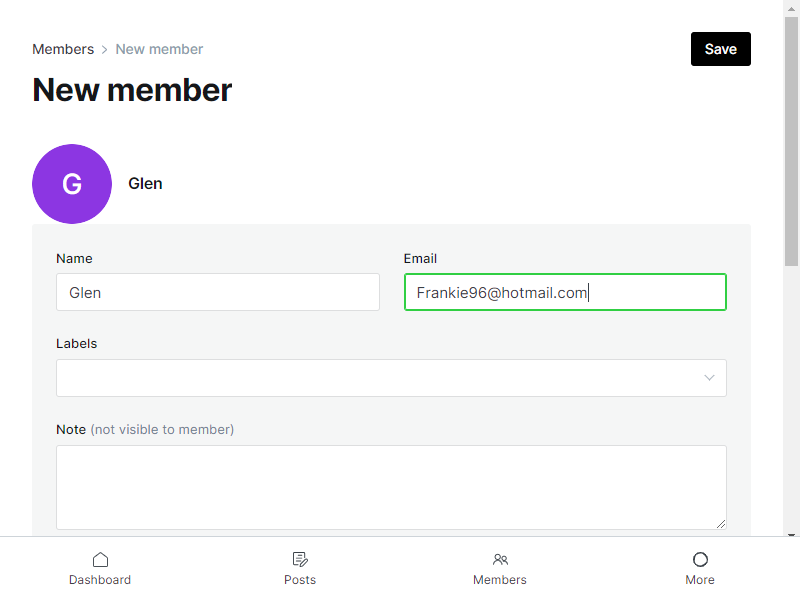 Members > New member
Save
New member
G
Glen
Name
Email
Glen
Frankie96@hotmail.com
Labels
Note (not visible to member)
Dashboard
Posts
Members
More